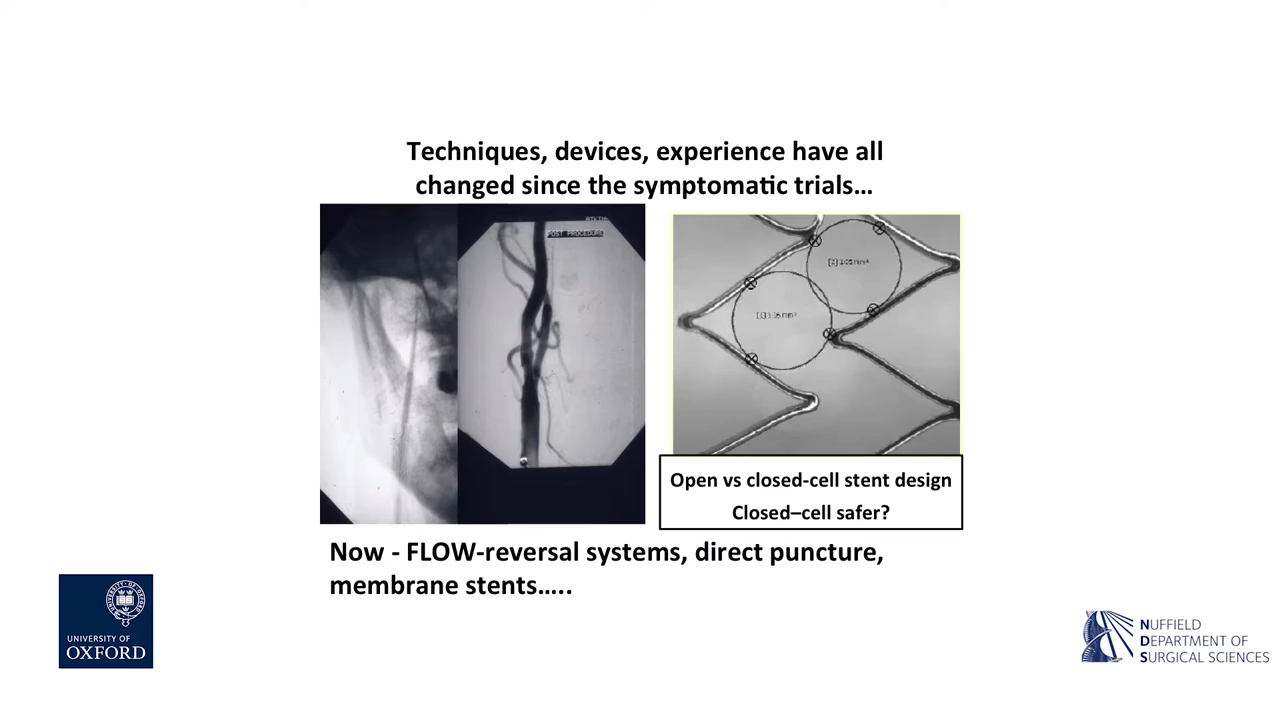 Techniques, devices, experience have all
changed since the symptomatic trials...
POST PROCEDURE
Open vs closed-cell stent design
Closed–cell safer?
Now - FLOW-reversal systems, direct puncture,
membrane stents.....
UNIVERSITY OF
OXFORD
NUFFIELD
DEPARTMENT OF
SURGICAL SCIENCES